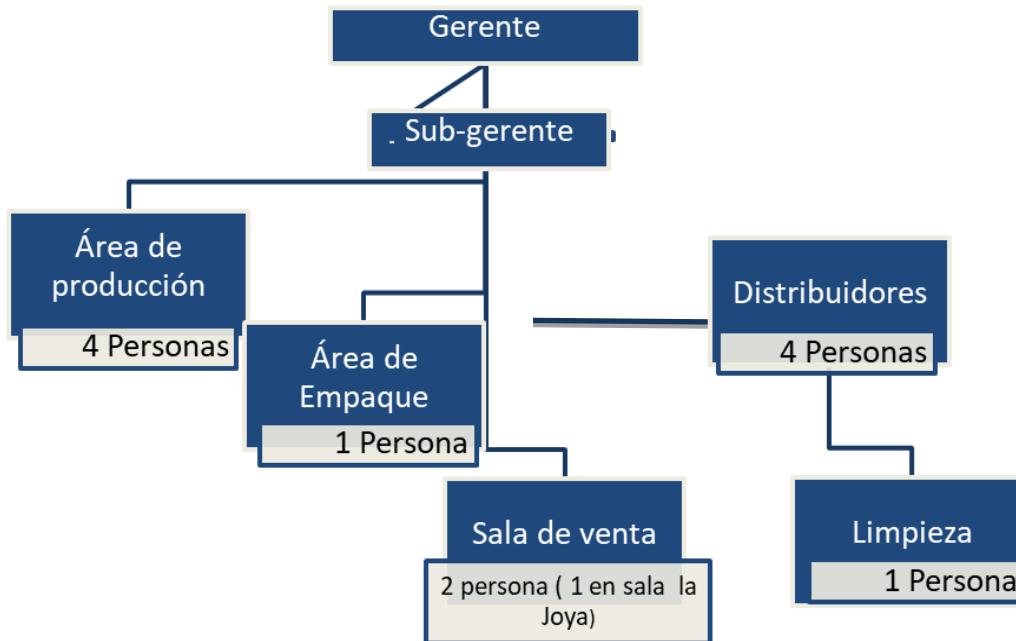 Gerente
- Sub-gerente
Área de
producción
4 Personas
Área de
Empaque
1 Persona
Distribuidores
4 Personas
Sala de venta
2 persona ( 1 en sala la
Joya)
Limpieza
1 Persona